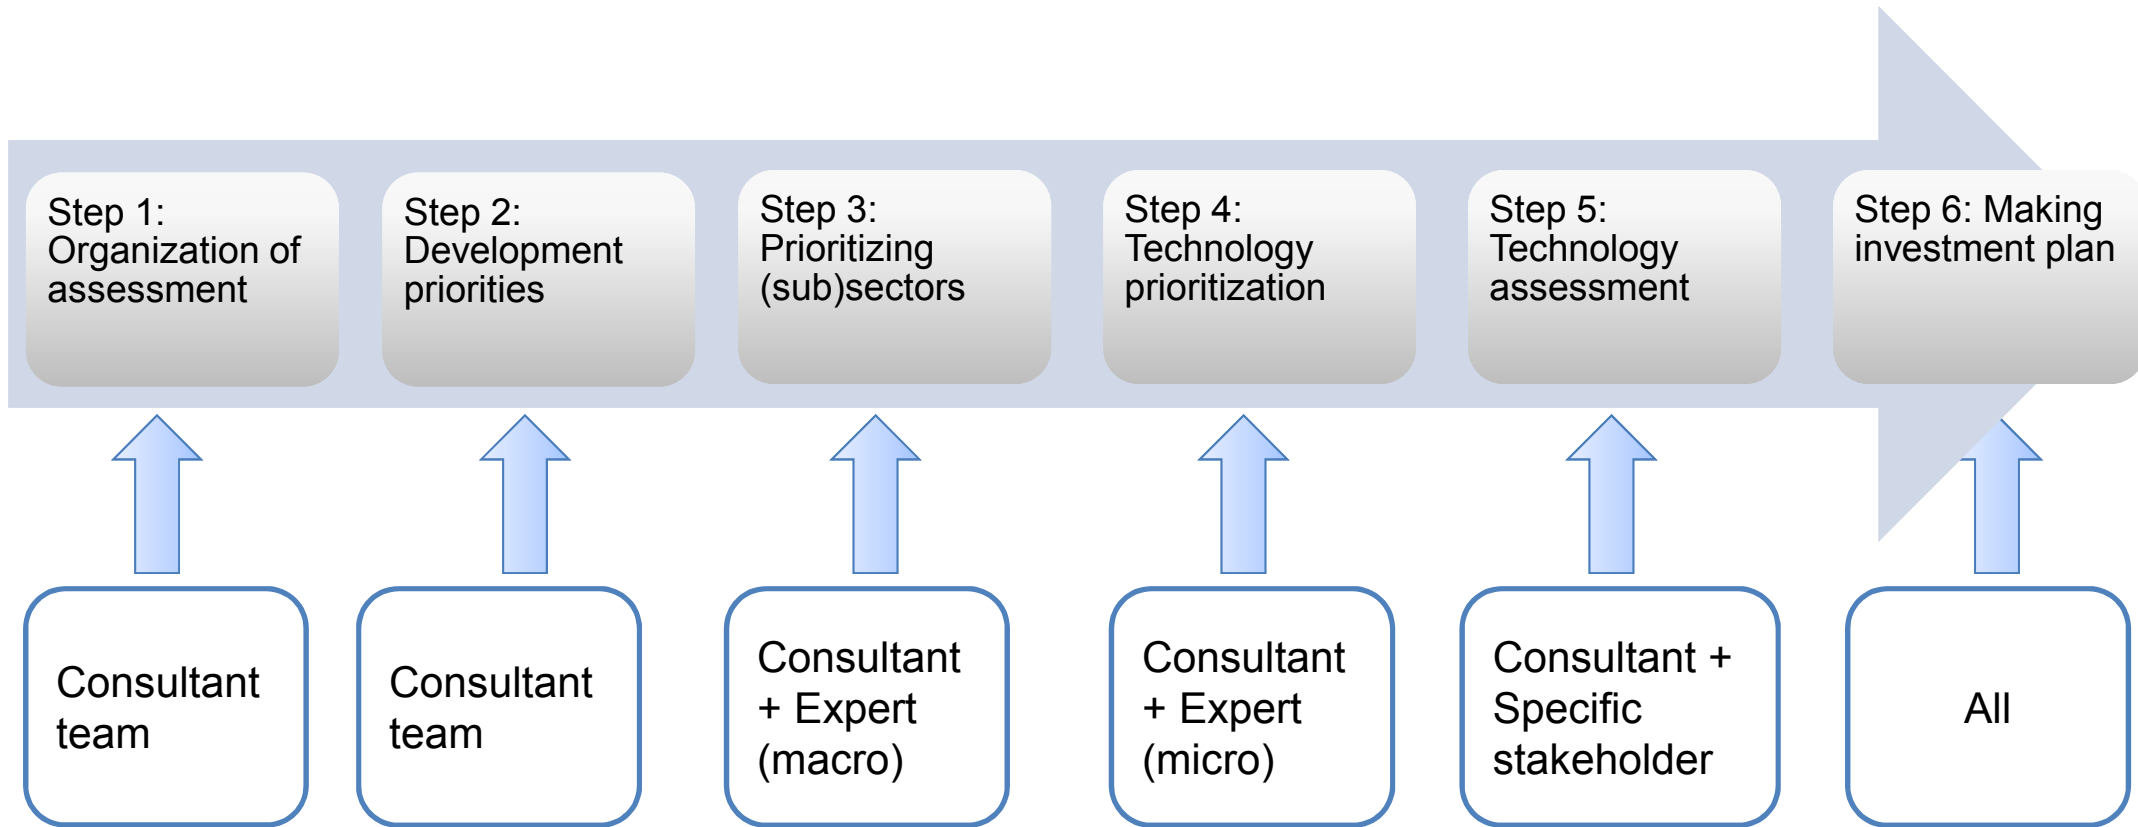 Step 1:
Organization of
assessment
Step 2:
Development
priorities
Step 3:
Prioritizing
(sub)sectors
Step 4:
Technology
prioritization
Step 5:
Technology
assessment
Step 6: Making
investment plan
Consultant
team
Consultant
team
Consultant
+ Expert
(macro)
Consultant
+ Expert
(micro)
Consultant +
Specific
stakeholder
All